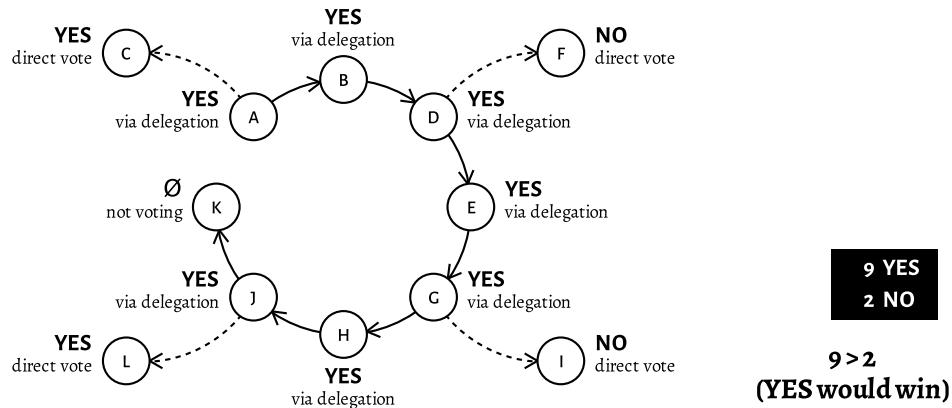 YES
via delegation
YES
direct vote
C
B
F
NO
direct vote
YES
via delegation
A
D
YES
via delegation
Ø
not voting
K
E
YES
via delegation
YES
via delegation
J
H
G
YES
via delegation
YES
direct vote
L
YES
via delegation
I
NO
direct vote
9 YES
2 NO
9>2
(YES would win)